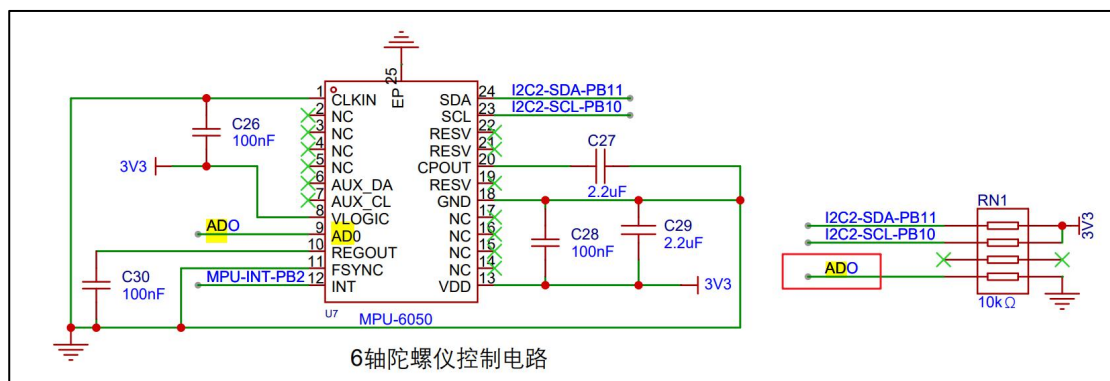 EP 25
1 CLKIN
2 NC
3 NC
4 NC
5 NC
6 AUX_DA
7 AUX_CL
8 VLOGIC
9 AD0
10 REGOUT
11 FSYNC
12 INT
SDA 24
SCL 23
RESV 22
RESV 21
CPOUT 20
RESV 19
GND 18
NC 17
NC 16
NC 15
NC 14
VDD 13
U7
MPU-6050
C26
100nF
3V3
ADO
C30
100nF
MPU-INT-PB2
I2C2-SDA-PB11
I2C2-SCL-PB10
C27
2.2uF
C28
100nF
C29
2.2uF
3V3
RN1
I2C2-SDA-PB11
I2C2-SCL-PB10
ADO
3V3
10kΩ
6轴陀螺仪控制电路